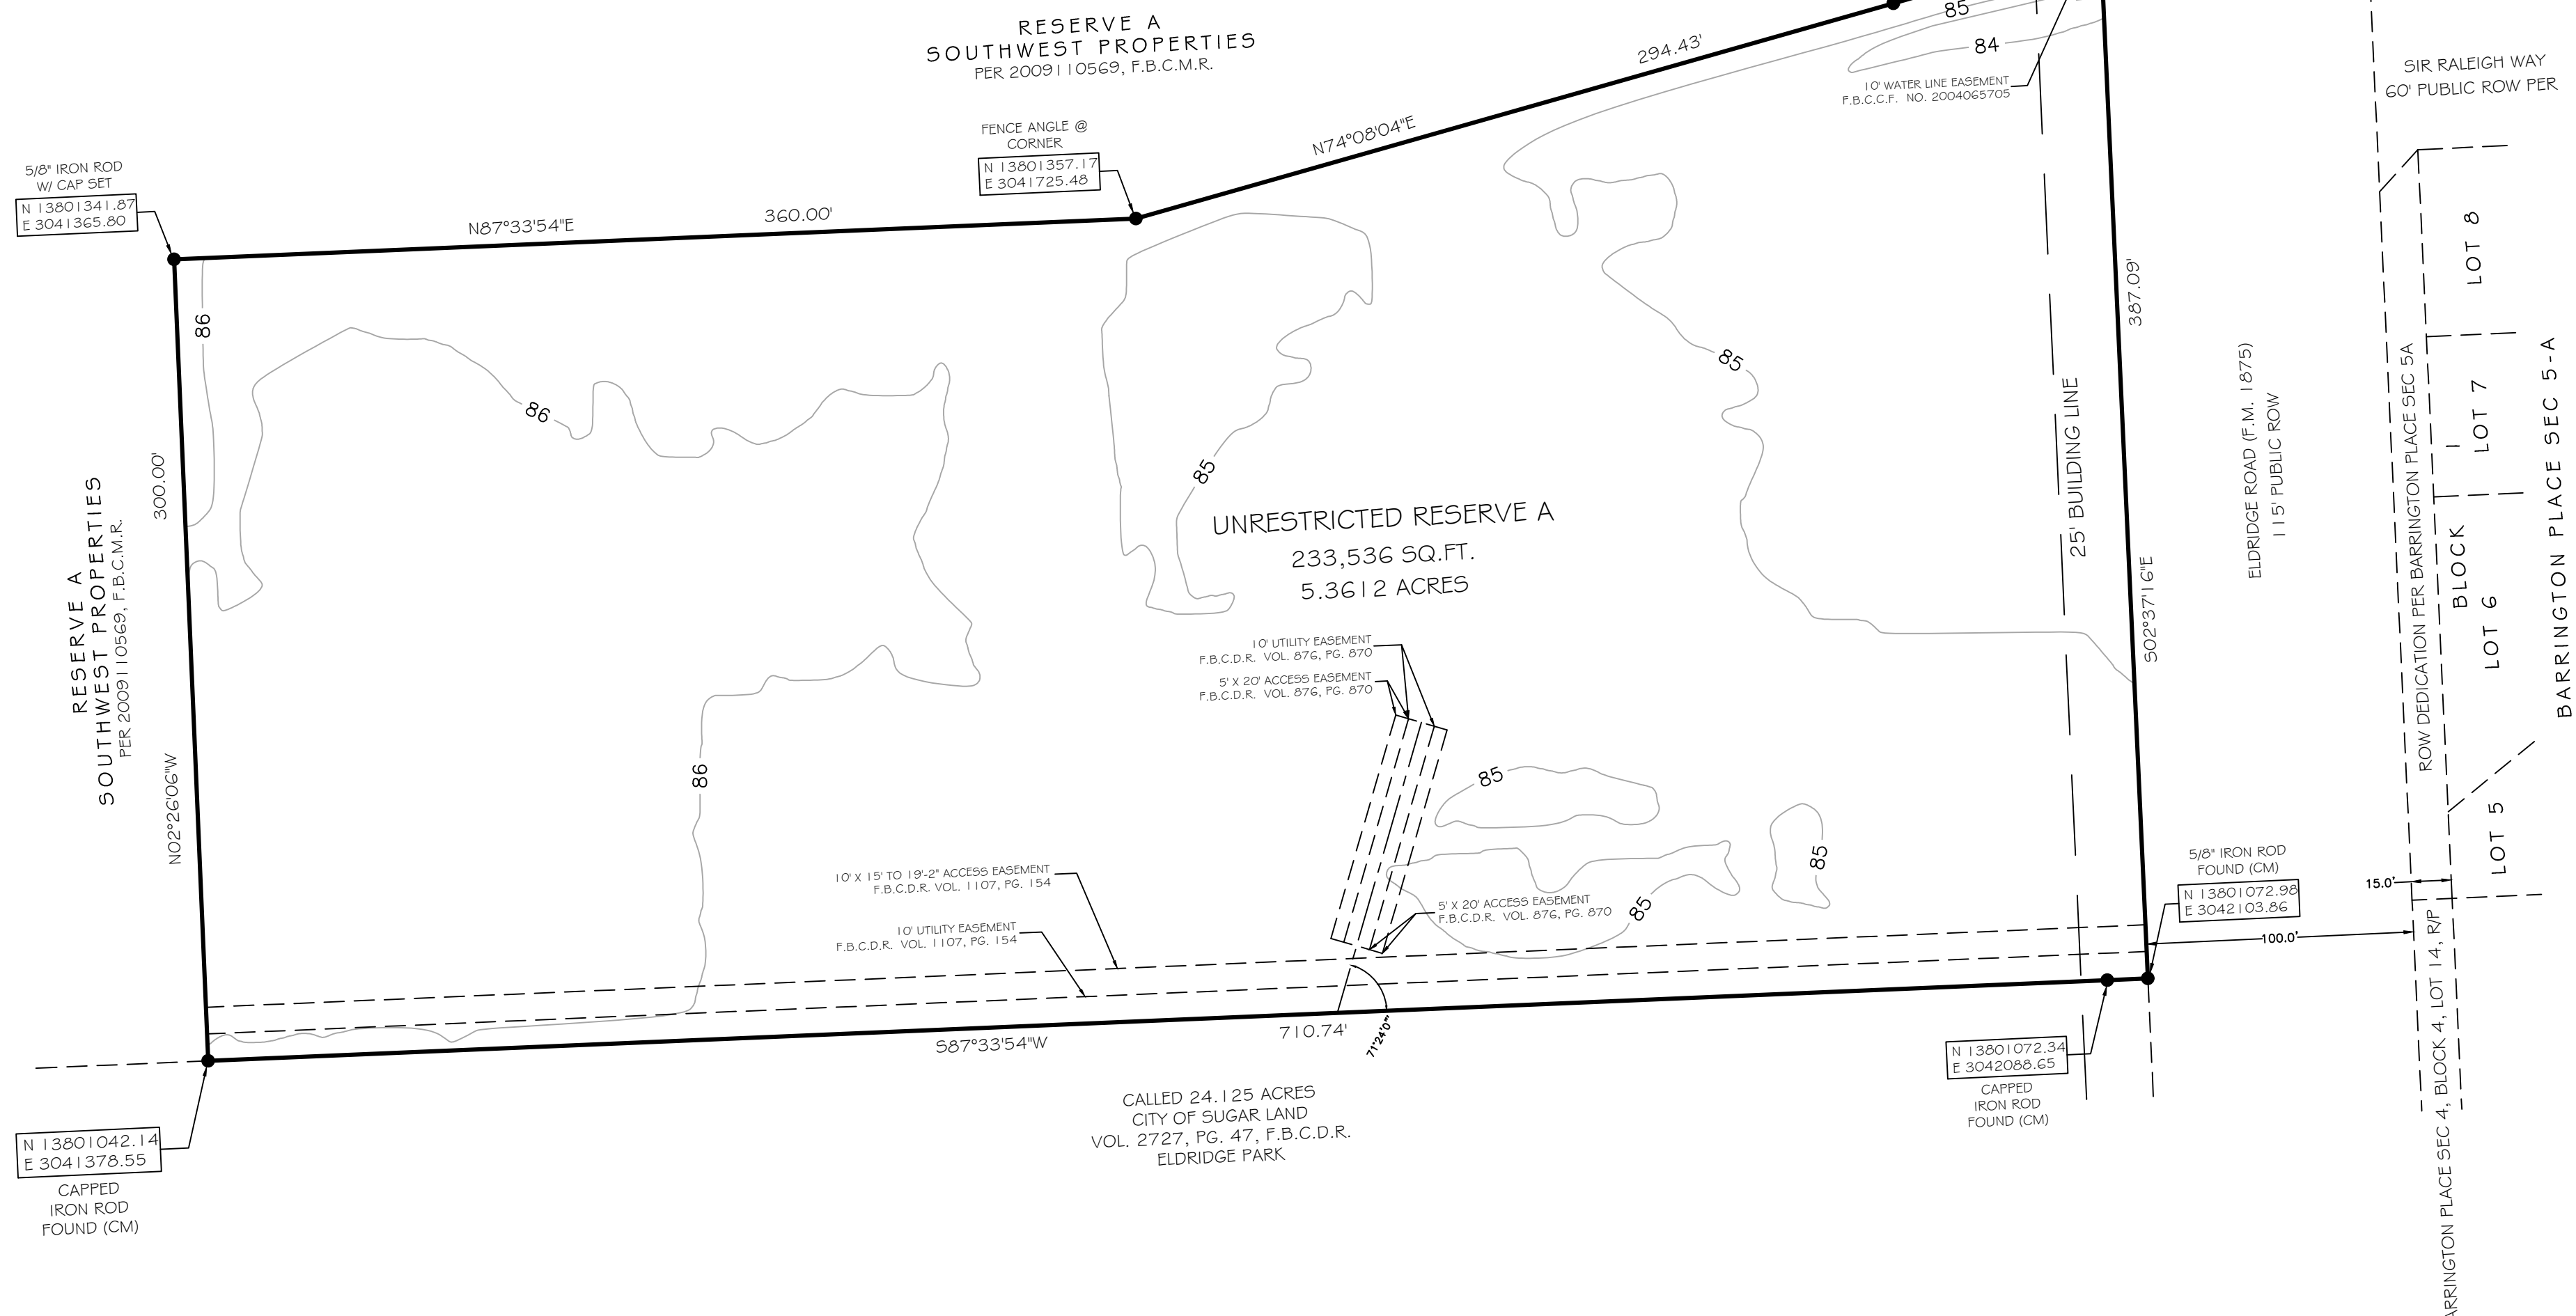 RESERVE A
SOUTHWEST PROPERTIES
PER 2009110569, F.B.C.M.R.
294.43'
N74°08'04"E
85
84
10' WATER LINE EASEMENT
F.B.C.C.F. NO. 2004065705
SIR RALEIGH WAY
60' PUBLIC ROW PER
5/8" IRON ROD
W/ CAP SET
N 13801341.87
E 3041365.80
FENCE ANGLE @
CORNER
N 13801357.17
E 3041725.48
N87°33'54"E
360.00'
86
86
85
85
UNRESTRICTED RESERVE A
233,536 SQ.FT.
5.3612 ACRES
300.00'
N02°26'06"W
RESERVE A
SOUTHWEST PROPERTIES
PER 2009110569, F.B.C.M.R.
10' UTILITY EASEMENT
F.B.C.D.R. VOL. 876, PG. 870
5' X 20' ACCESS EASEMENT
F.B.C.D.R. VOL. 876, PG. 870
86
85
85
85
10' X 15' TO 19'-2" ACCESS EASEMENT
F.B.C.D.R. VOL. 1107, PG. 154
10' UTILITY EASEMENT
F.B.C.D.R. VOL. 1107, PG. 154
5' X 20' ACCESS EASEMENT
F.B.C.D.R. VOL. 876, PG. 870
25' BUILDING LINE
387.09'
S02°37'16"E
ELDRIDGE ROAD (F.M. 1875)
115' PUBLIC ROW
ROW DEDICATION PER BARRINGTON PLACE SEC 5A
LOT 8
LOT 7
BLOCK 1
LOT 6
LOT 5
BARRINGTON PLACE SEC 5-A
5/8" IRON ROD
FOUND (CM)
N 13801072.98
E 3042103.86
15.0'
100.0'
S87°33'54"W
710.74'
71°24'0"
N 13801072.34
E 3042088.65
CAPPED
IRON ROD
FOUND (CM)
CALLED 24.125 ACRES
CITY OF SUGAR LAND
VOL. 2727, PG. 47, F.B.C.D.R.
ELDRIDGE PARK
N 13801042.14
E 3041378.55
CAPPED
IRON ROD
FOUND (CM)
PLACE SEC 4, BLOCK 4, LOT 14, R/P